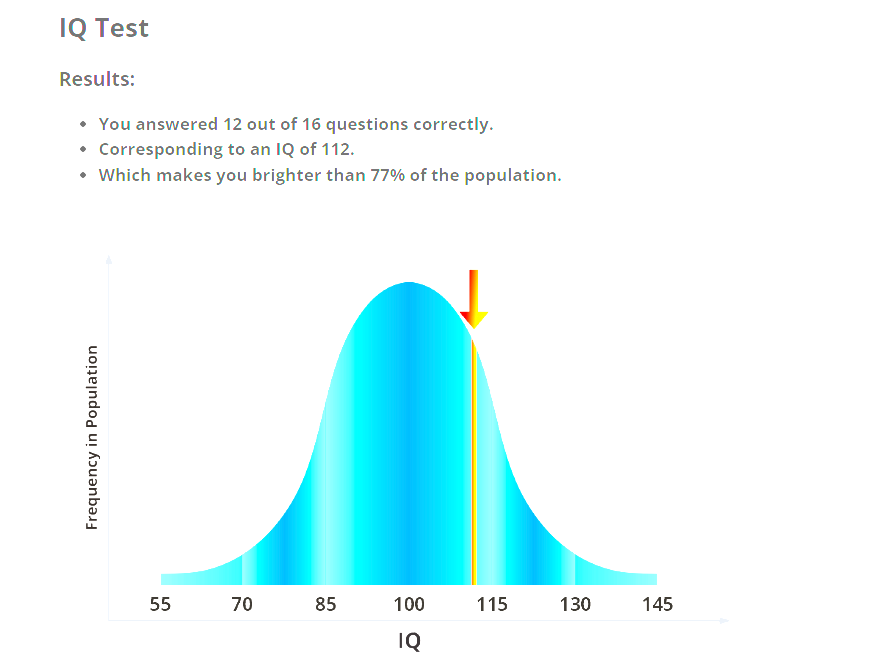 IQ Test
Results:
You answered 12 out of 16 questions correctly.
Corresponding to an IQ of 112.
Which makes you brighter than 77% of the population.
Frequency in Population
55 70 85 100 115 130 145
IQ